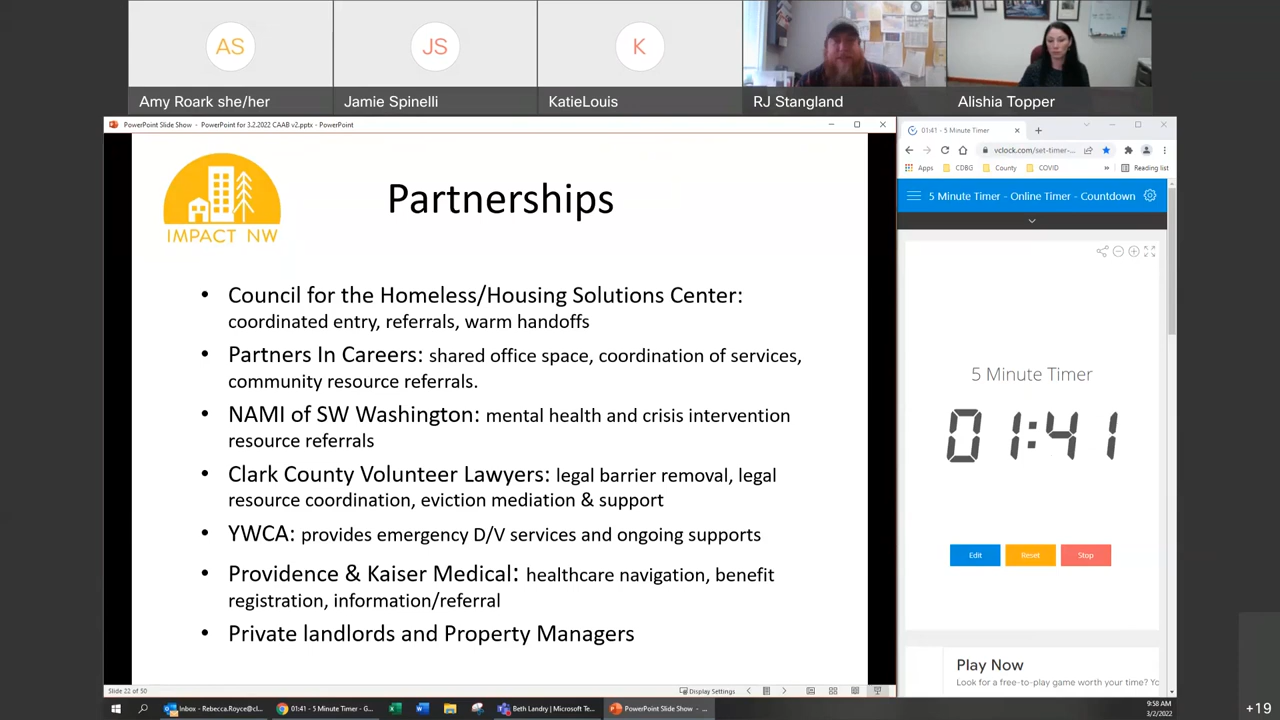 AS
JS
K
Amy Roark she/her
Jamie Spinelli
KatieLouis
RJ Stangland
Alishia Topper
PowerPoint Slide Show - PowerPoint for 3.2.2022 CAAB v2.pptx - PowerPoint
IMPACT NW
Partnerships
• Council for the Homeless/Housing Solutions Center:
coordinated entry, referrals, warm handoffs
• Partners In Careers: shared office space, coordination of services,
community resource referrals.
• NAMI of SW Washington: mental health and crisis intervention
resource referrals
• Clark County Volunteer Lawyers: legal barrier removal, legal
resource coordination, eviction mediation & support
• YWCA: provides emergency D/V services and ongoing supports
• Providence & Kaiser Medical: healthcare navigation, benefit
registration, information/referral
• Private landlords and Property Managers
Slide 22 of 50
Display Settings
01:41 - 5 Minute Timer
vclock.com/set-timer-...
Apps CDBG County COVID » Reading list
5 Minute Timer - Online Timer - Countdown
5 Minute Timer
01:41
Edit Reset Stop
Play Now
Look for a free-to-play game worth your time? Yo
Inbox - Rebecca.Royce@cl...
01:41 - 5 Minute Timer - G...
Beth Landry | Microsoft Te...
PowerPoint Slide Show - ...
9:58 AM
3/2/2022
+19